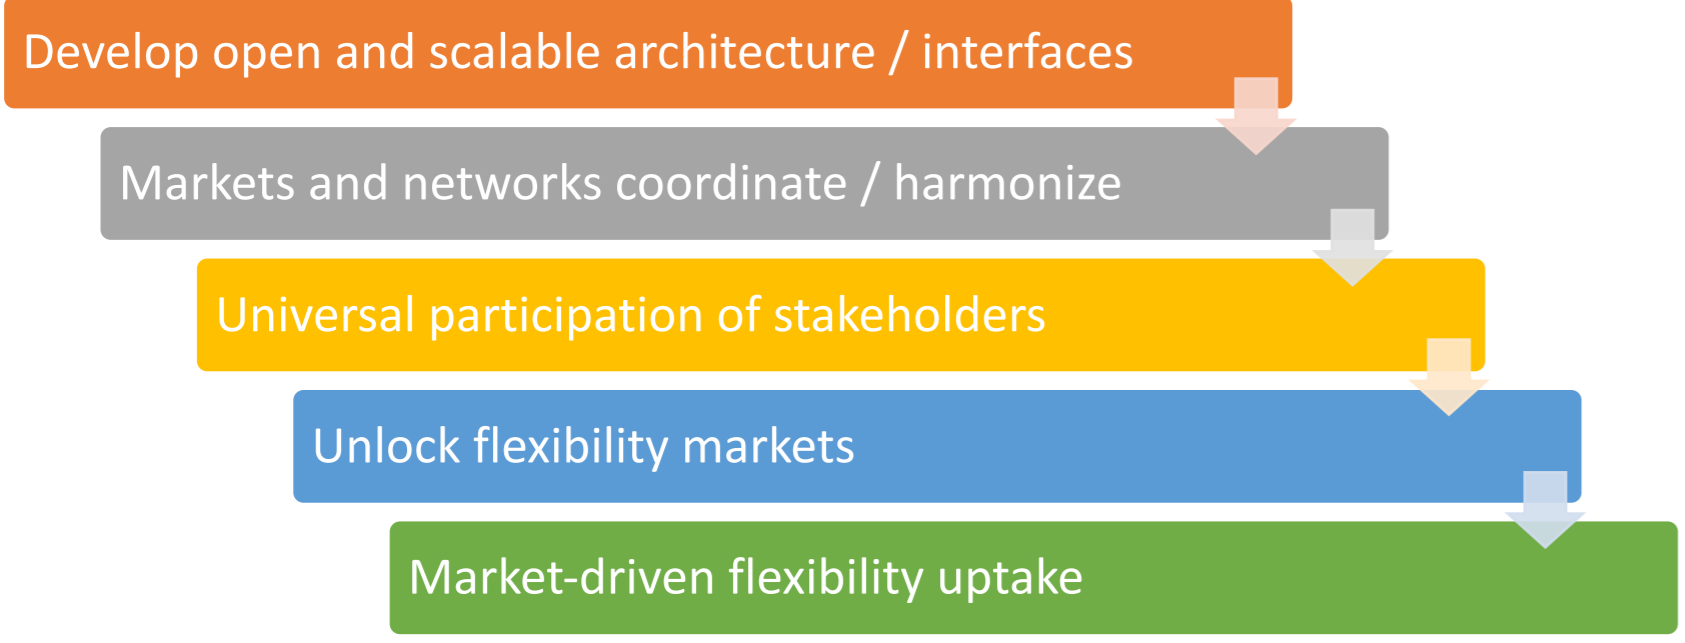 Develop open and scalable architecture / interfaces
Markets and networks coordinate / harmonize
Universal participation of stakeholders
Unlock flexibility markets
Market-driven flexibility uptake